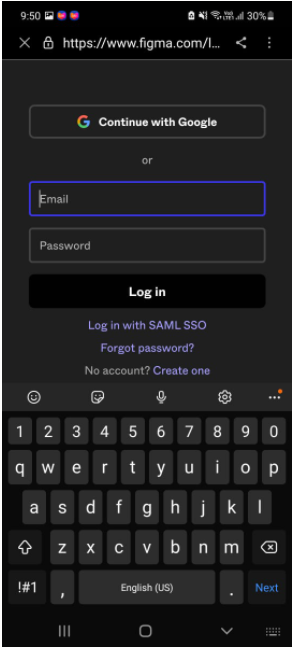 9:50 30%
https://www.figma.com/l...
Continue with Google
or
Email
Password
Log in
Log in with SAML SSO
Forgot password?
No account? Create one
1 2 3 4 5 6 7 8 9 0
q w e r t y u i o p
a s d f g h j k l
z x c v b n m
!#1 , English (US) . Next